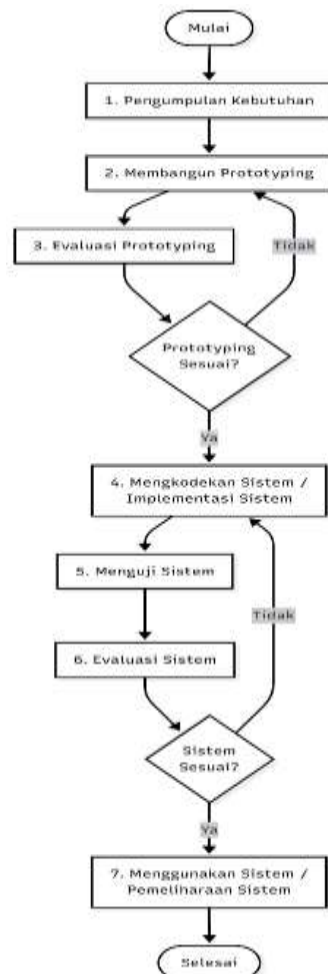 Mulai
1. Pengumpulan Kebutuhan
2. Membangun Prototyping
3. Evaluasi Prototyping
Tidak
Prototyping
Sesuai?
Ya
4. Mengkodekan Sistem /
Implementasi Sistem
5. Menguji Sistem
Tidak
6. Evaluasi Sistem
Sistem
Sesuai?
Ya
7. Menggunakan Sistem /
Pemeliharaan Sistem
Selesai